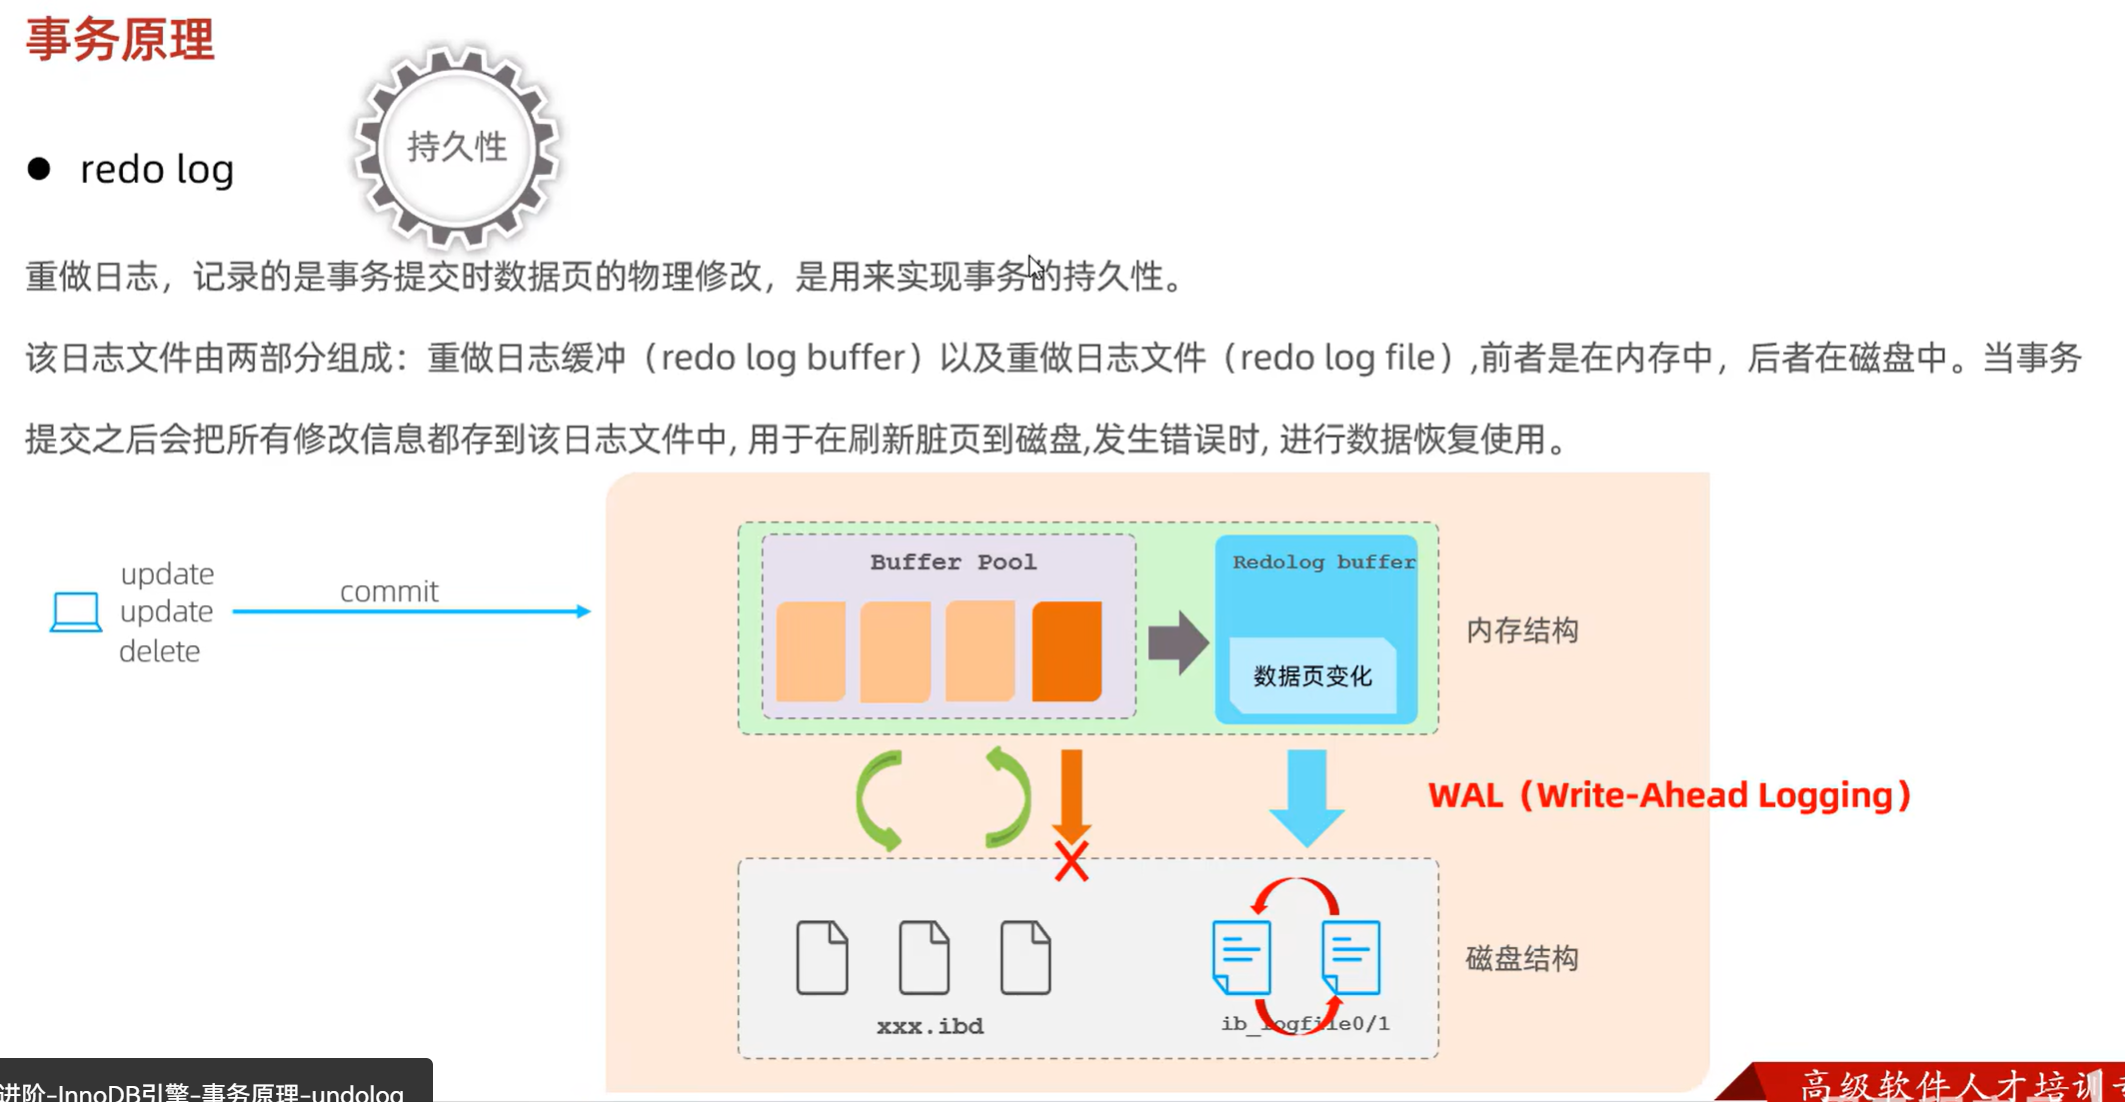 事务原理
持久性
● redo log
重做日志，记录的是事务提交时数据页的物理修改，是用来实现事务的持久性。
该日志文件由两部分组成：重做日志缓冲（redo log buffer）以及重做日志文件（redo log file）,前者是在内存中，后者在磁盘中。当事务
提交之后会把所有修改信息都存到该日志文件中, 用于在刷新脏页到磁盘,发生错误时, 进行数据恢复使用。
update
update
delete
commit
Buffer Pool
Redolog buffer
数据页变化
内存结构
WAL（Write-Ahead Logging）
xxx.ibd
ib_logfile0/1
磁盘结构
进阶-InnoDB引擎-事务原理-undolog
高级软件人才培训